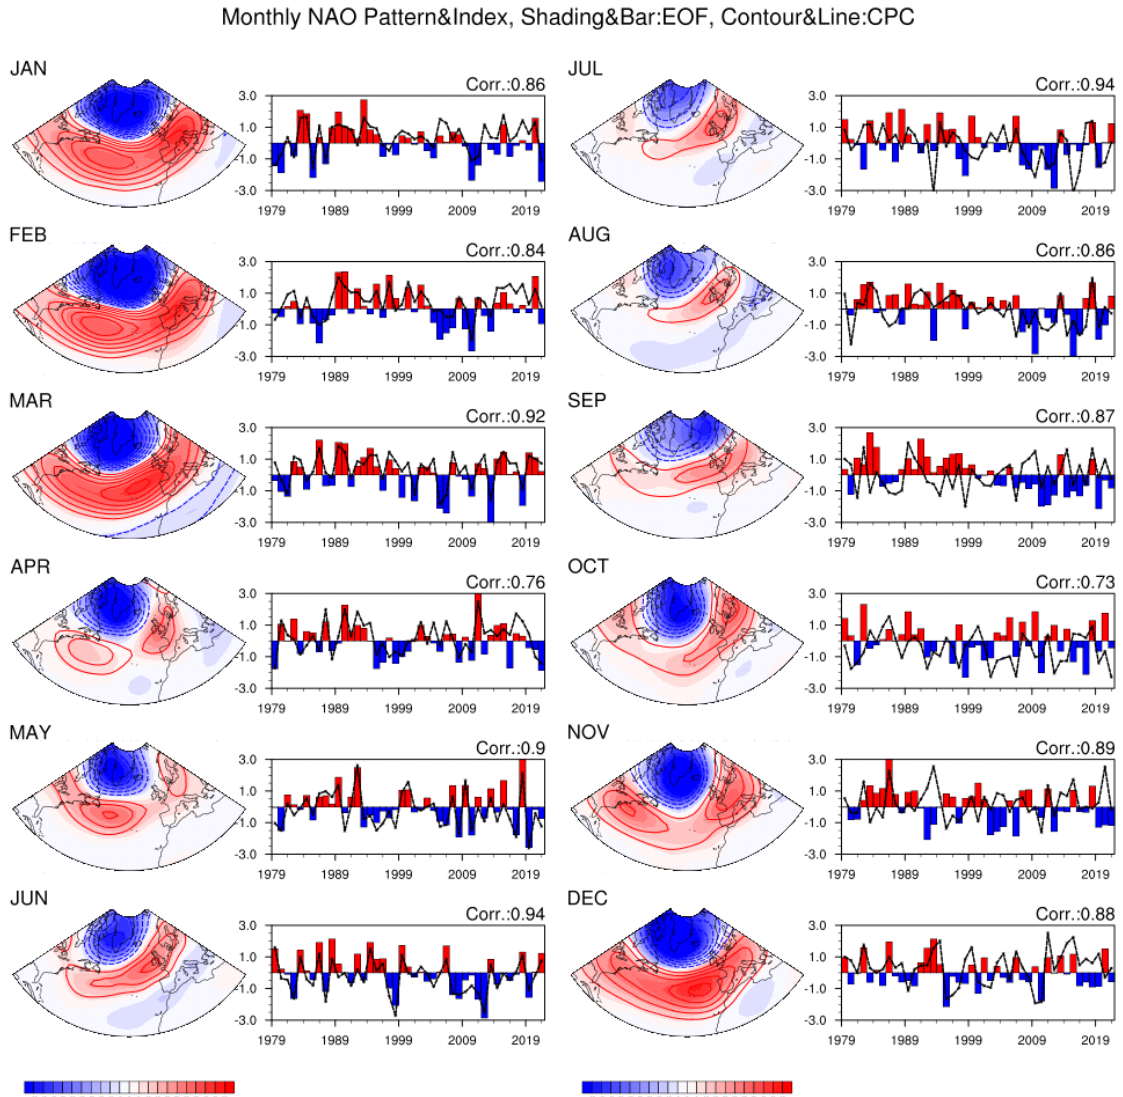 Monthly NAO Pattern&Index, Shading&Bar:EOF, Contour&Line:CPC
JAN
Corr.:0.86
3.0
1.0
-1.0
-3.0
1979 1989 1999 2009 2019
JUL
Corr.:0.94
3.0
1.0
-1.0
-3.0
1979 1989 1999 2009 2019
FEB
Corr.:0.84
3.0
1.0
-1.0
-3.0
1979 1989 1999 2009 2019
AUG
Corr.:0.86
3.0
1.0
-1.0
-3.0
1979 1989 1999 2009 2019
MAR
Corr.:0.92
3.0
1.0
-1.0
-3.0
1979 1989 1999 2009 2019
SEP
Corr.:0.87
3.0
1.0
-1.0
-3.0
1979 1989 1999 2009 2019
APR
Corr.:0.76
3.0
1.0
-1.0
-3.0
1979 1989 1999 2009 2019
OCT
Corr.:0.73
3.0
1.0
-1.0
-3.0
1979 1989 1999 2009 2019
MAY
Corr.:0.9
3.0
1.0
-1.0
-3.0
1979 1989 1999 2009 2019
NOV
Corr.:0.89
3.0
1.0
-1.0
-3.0
1979 1989 1999 2009 2019
JUN
Corr.:0.94
3.0
1.0
-1.0
-3.0
1979 1989 1999 2009 2019
DEC
Corr.:0.88
3.0
1.0
-1.0
-3.0
1979 1989 1999 2009 2019